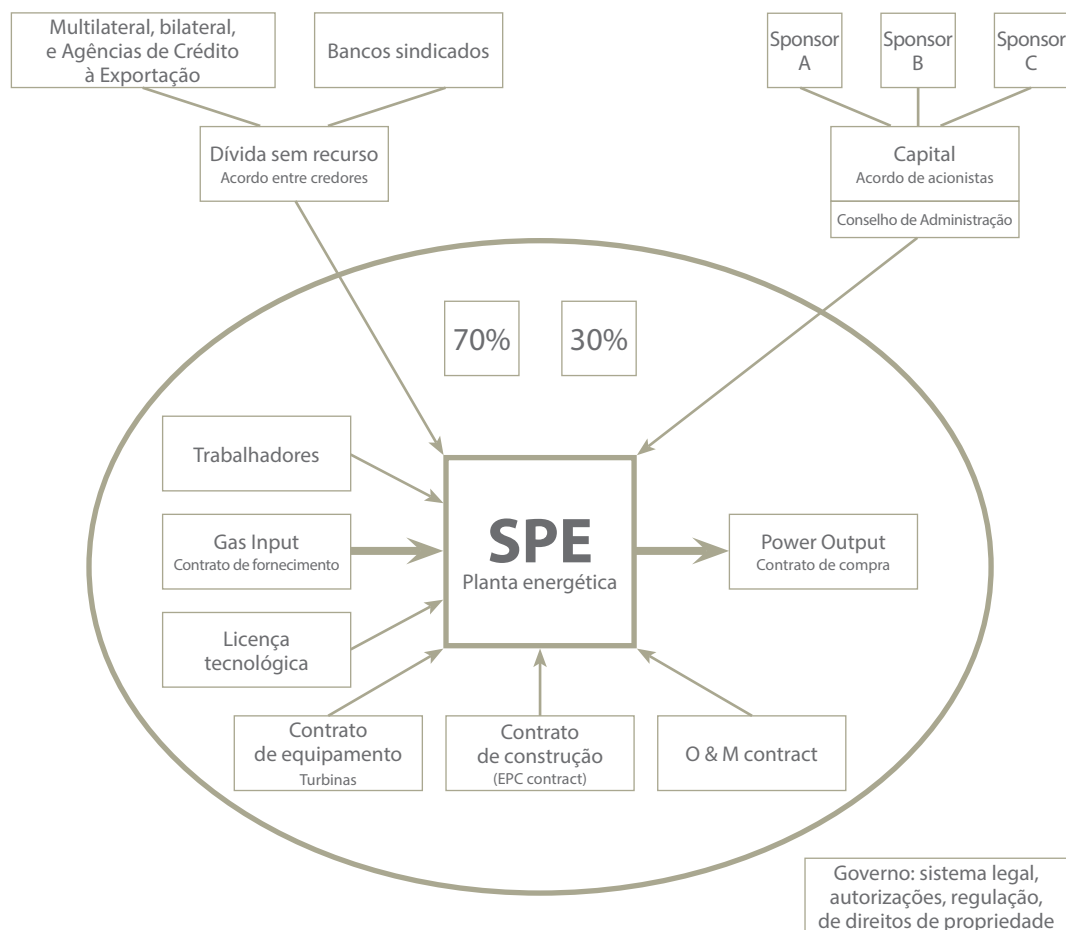 Multilateral, bilateral,
e Agências de Crédito
à Exportação
Bancos sindicados
Sponsor
A
Sponsor
B
Sponsor
C
Dívida sem recurso
Acordo entre credores
Capital
Acordo de acionistas
Conselho de Administração
70%
30%
Trabalhadores
Gas Input
Contrato de fornecimento
Licença
tecnológica
SPE
Planta energética
Power Output
Contrato de compra
Contrato
de equipamento
Turbinas
Contrato
de construção
(EPC contract)
O & M contract
Governo: sistema legal,
autorizações, regulação,
de direitos de propriedade